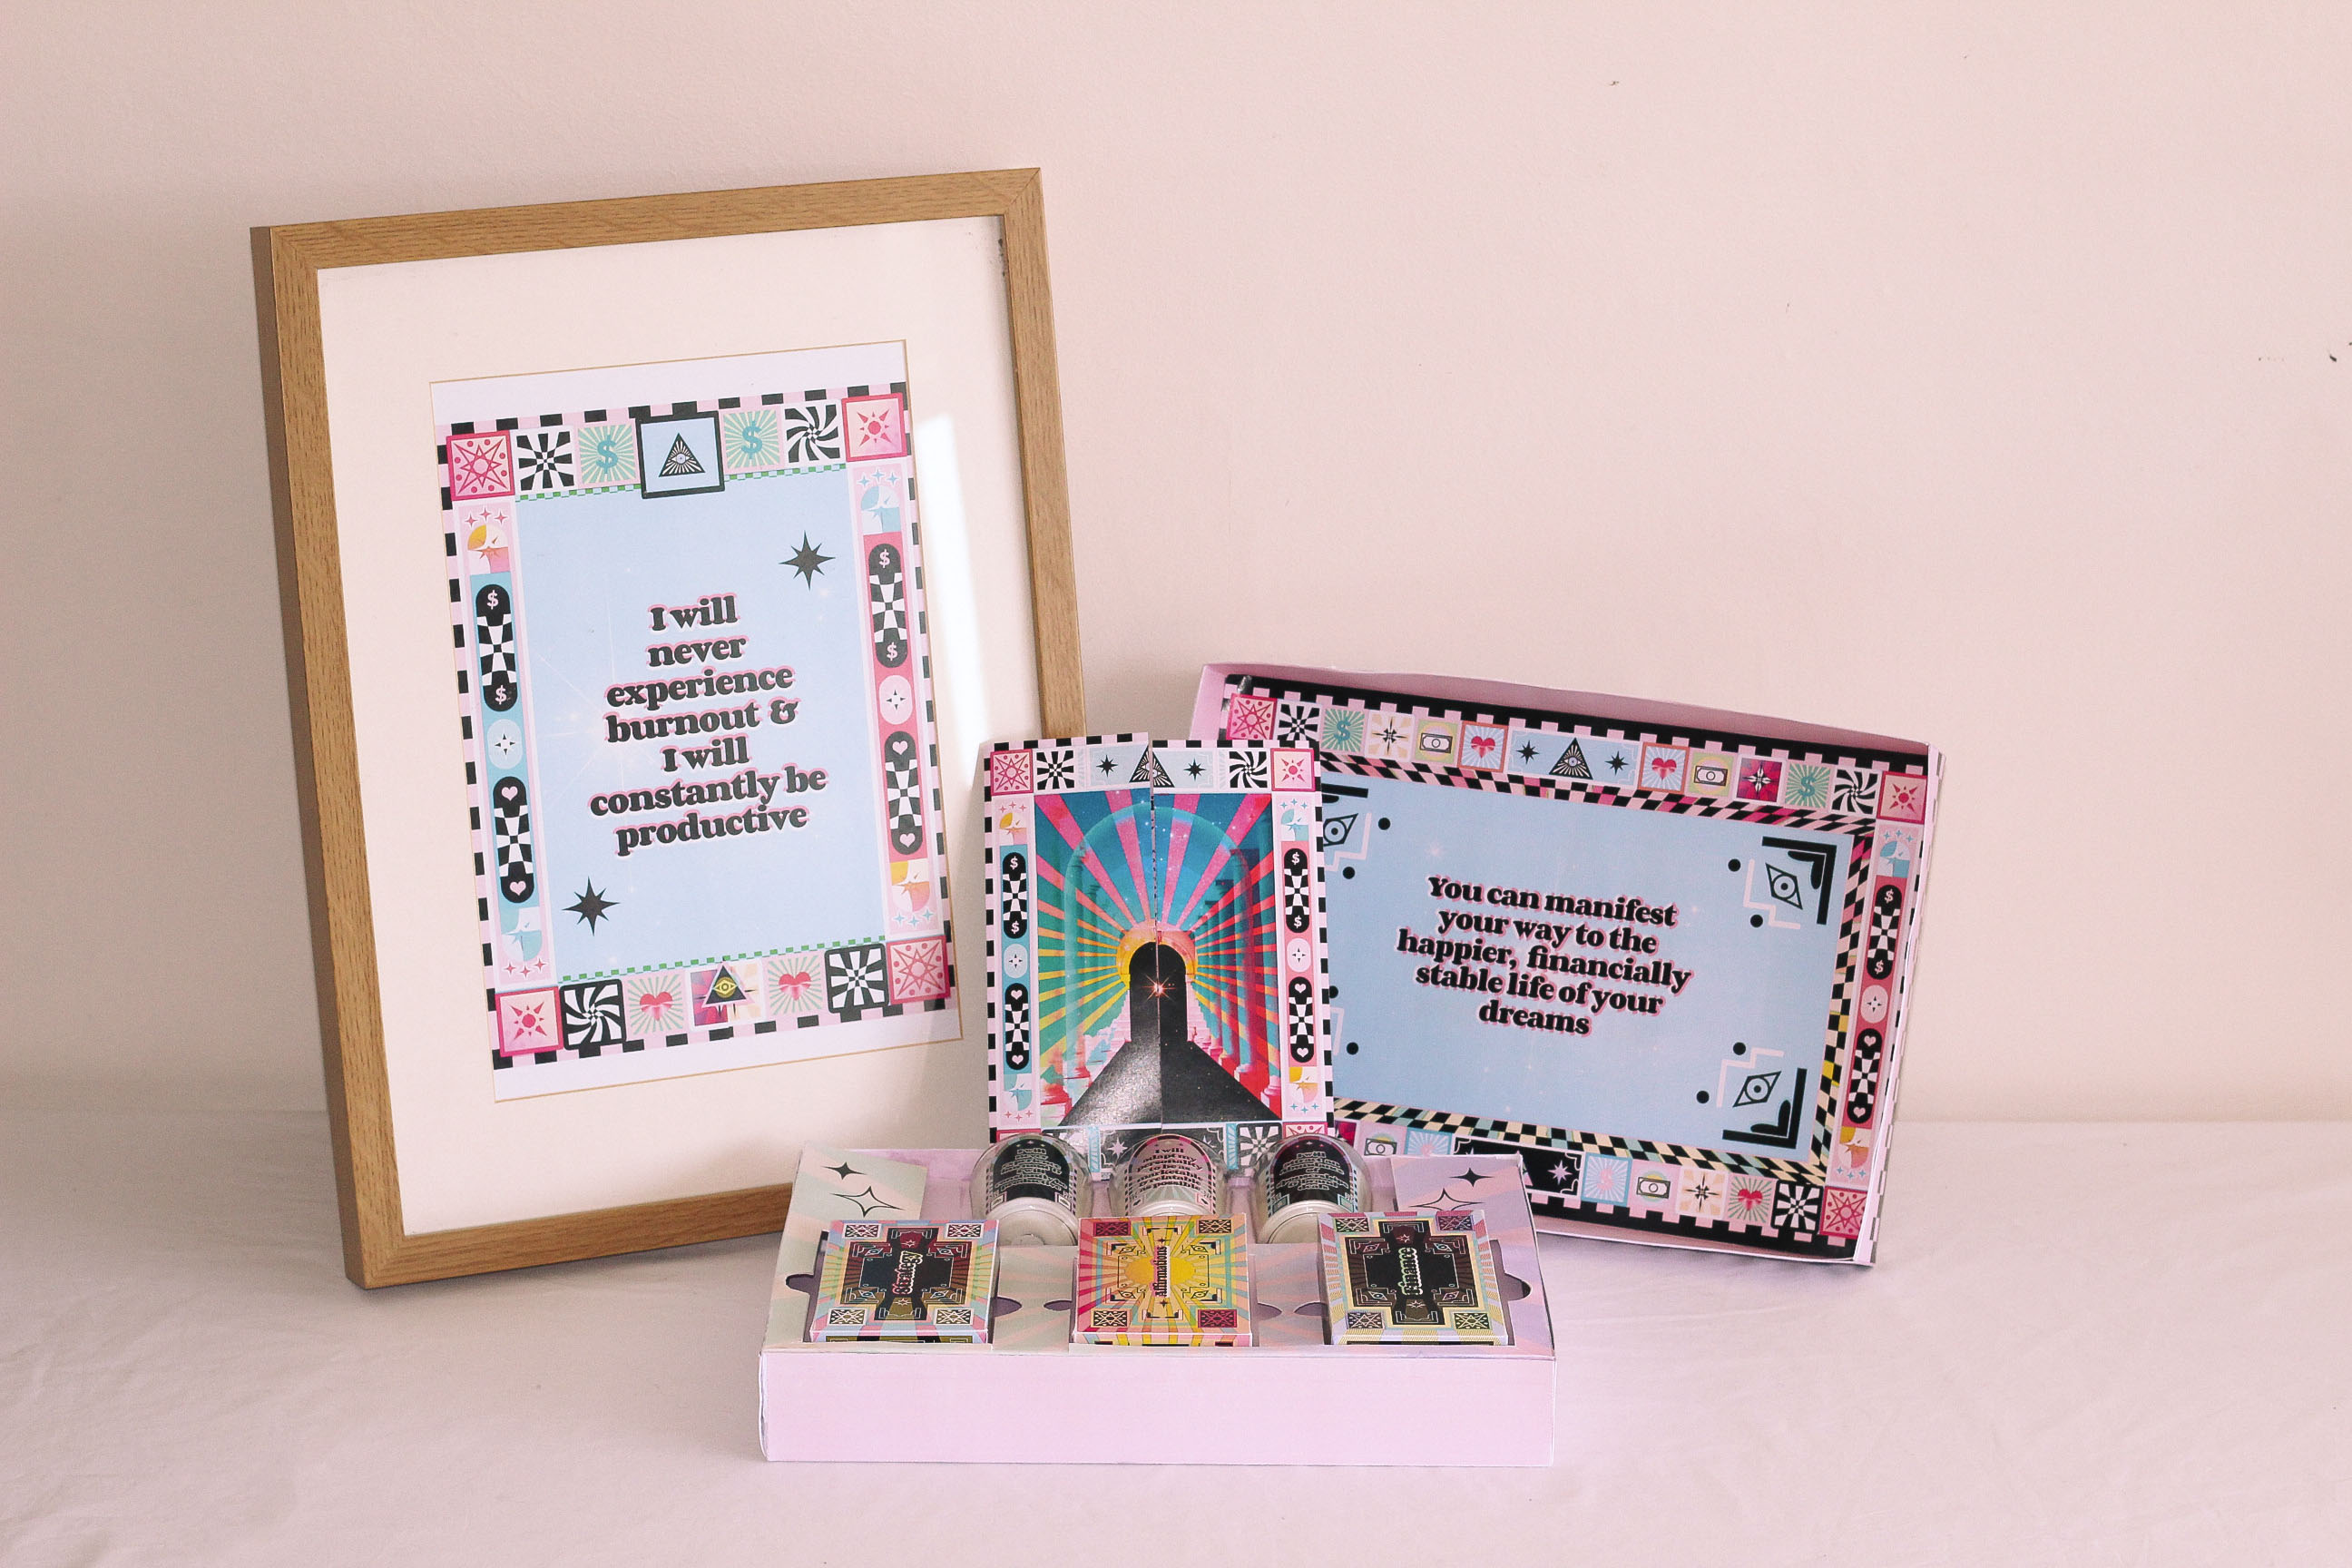 I will
never
experience
burnout &
I will
constantly be
productive
You can manifest
your way to the
happier, financially
stable life of your
dreams
I will
Strategy
affirmations
Finance